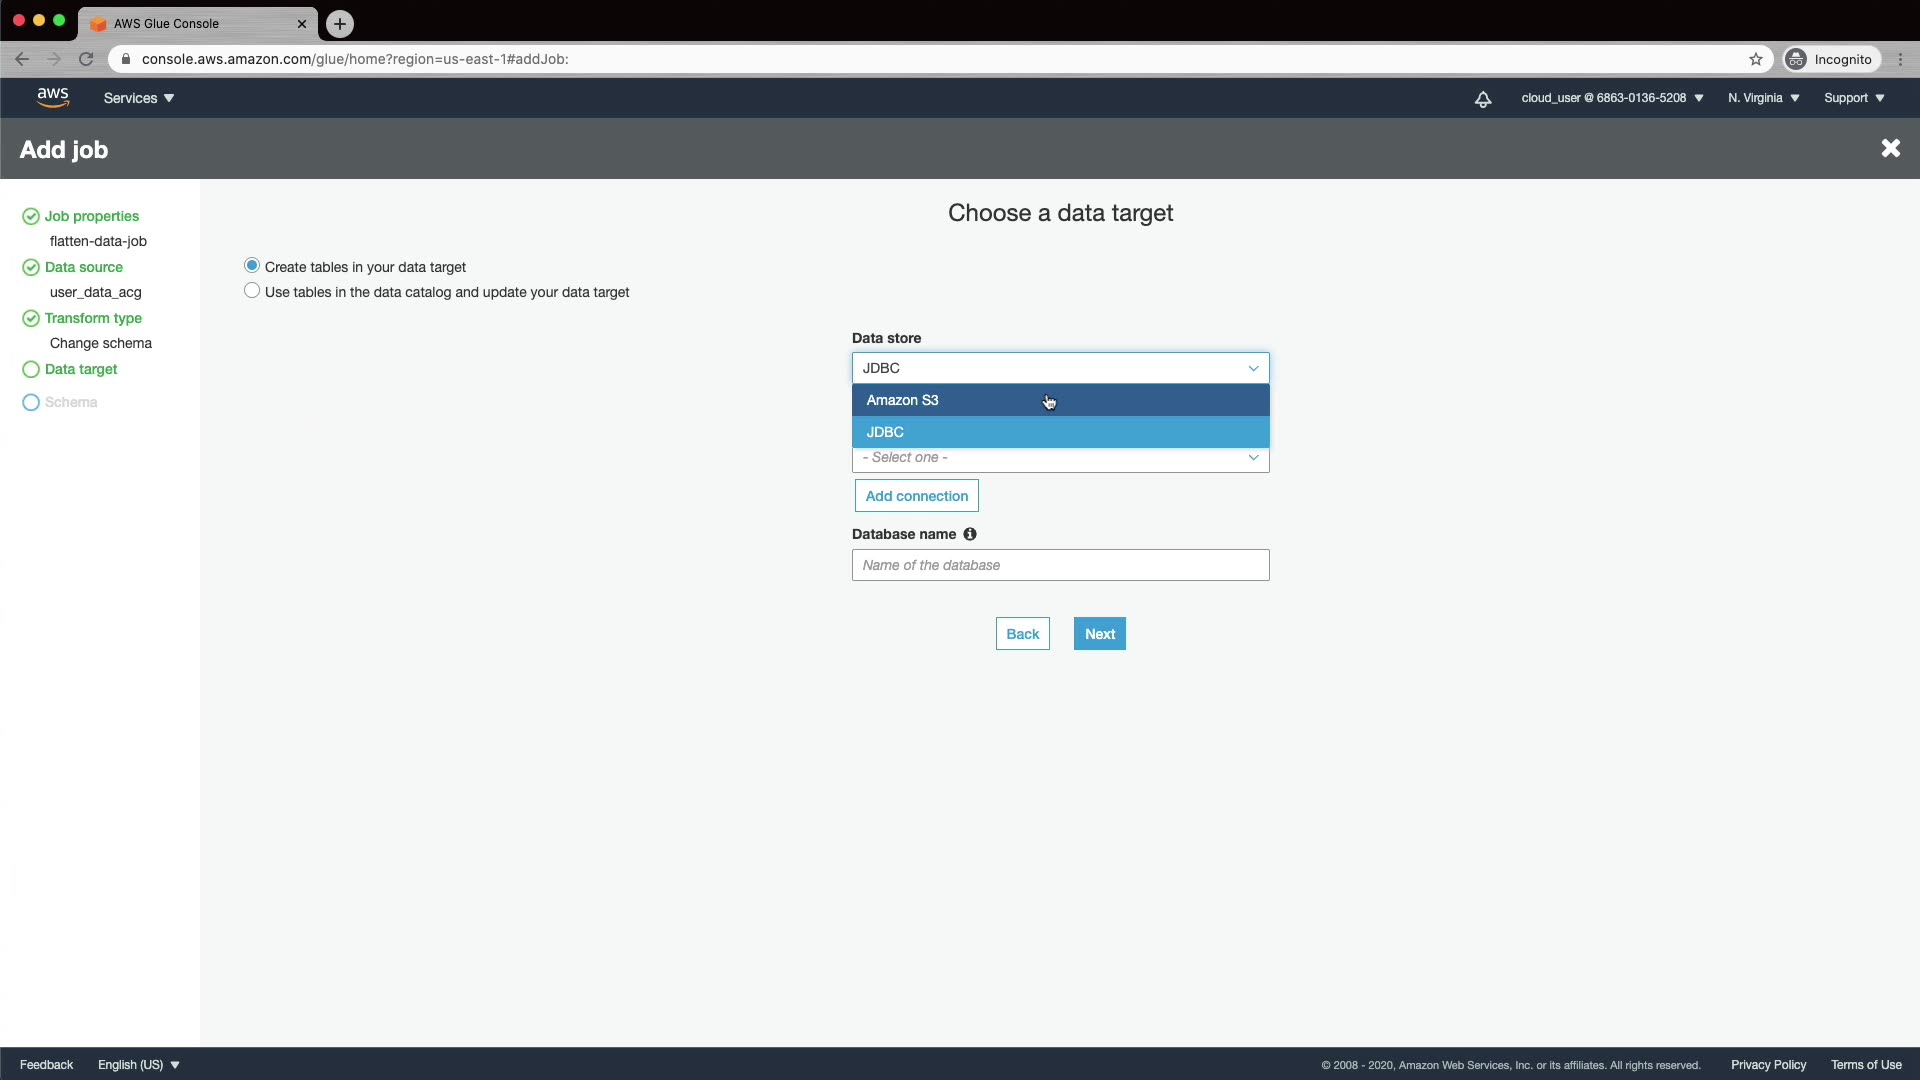 AWS Glue Console
console.aws.amazon.com/glue/home?region=us-east-1#addJob:
Incognito
aws
Services
cloud_user @ 6863-0136-5208
N. Virginia
Support
Add job
Job properties
flatten-data-job
Data source
user_data_acg
Transform type
Change schema
Data target
Schema
Choose a data target
Create tables in your data target
Use tables in the data catalog and update your data target
Data store
JDBC
Amazon S3
JDBC
- Select one -
Add connection
Database name
Name of the database
Back
Next
Feedback
English (US)
© 2008 - 2020, Amazon Web Services, Inc. or its affiliates. All rights reserved.
Privacy Policy
Terms of Use